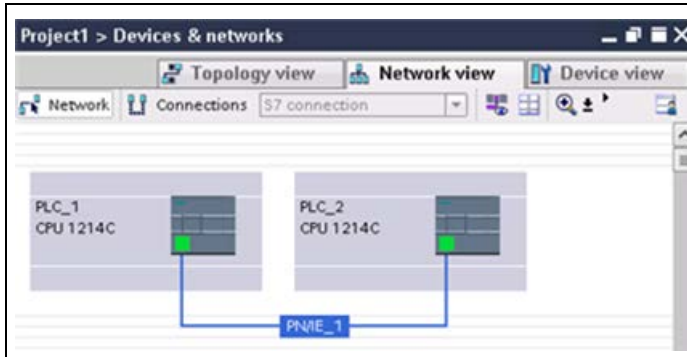 Project1 > Devices & networks
Topology view Network view Device view
Network Connections S7 connection
PLC_1
CPU 1214C
PLC_2
CPU 1214C
PN/IE_1